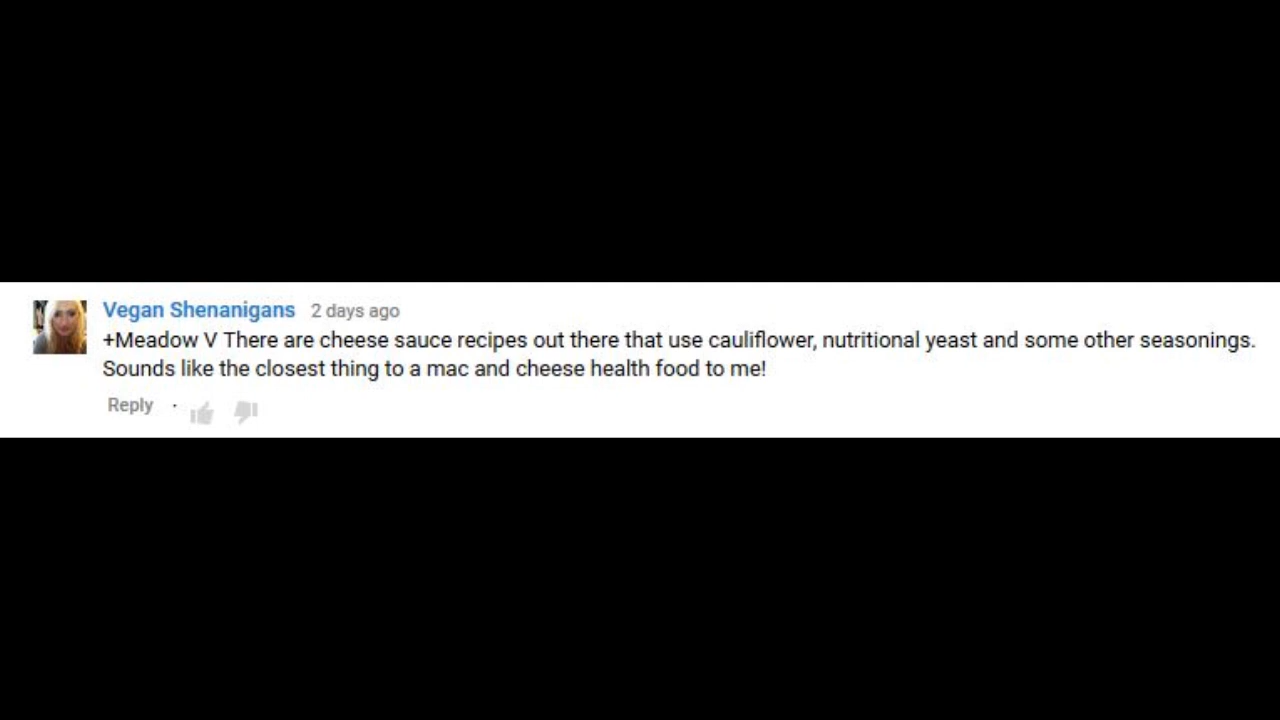 Vegan Shenanigans 2 days ago
+Meadow V There are cheese sauce recipes out there that use cauliflower, nutritional yeast and some other seasonings.
Sounds like the closest thing to a mac and cheese health food to me!
Reply ·